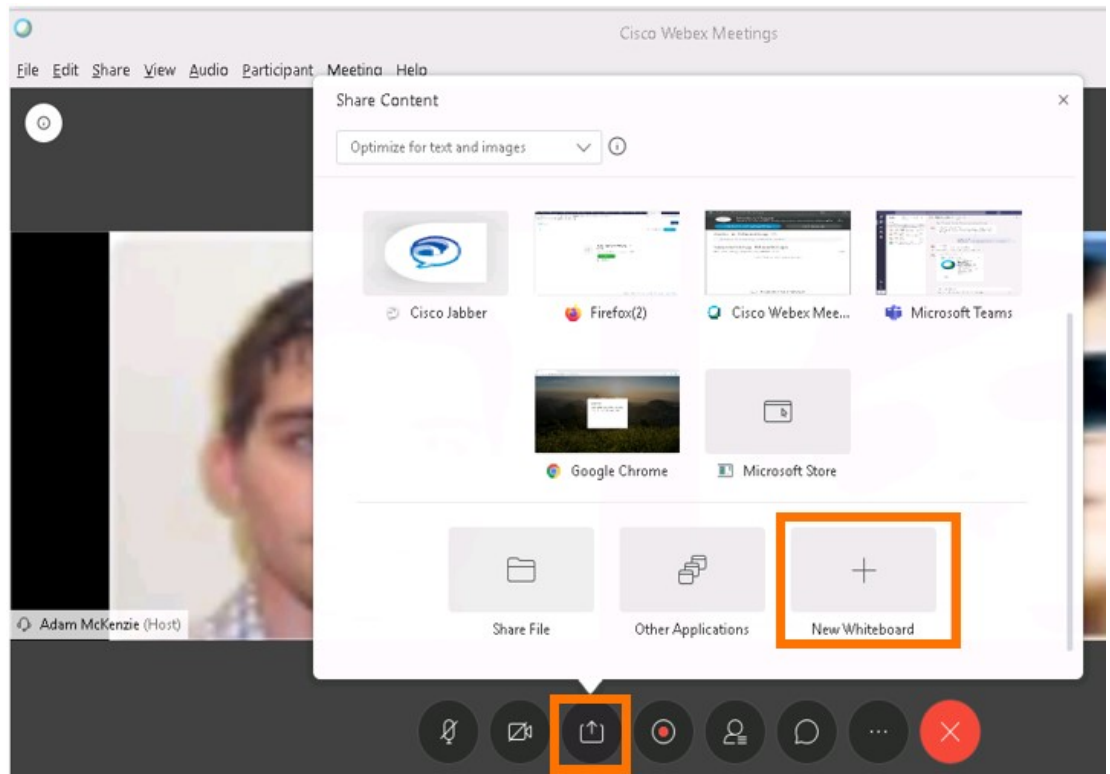 Cisco Webex Meetings
File Edit Share View Audio Participant Meeting Help
Share Content
Optimize for text and images
Cisco Jabber Firefox(2) Cisco Webex Mee... Microsoft Teams
Google Chrome Microsoft Store
Share File Other Applications New Whiteboard
Adam McKenzie (Host)